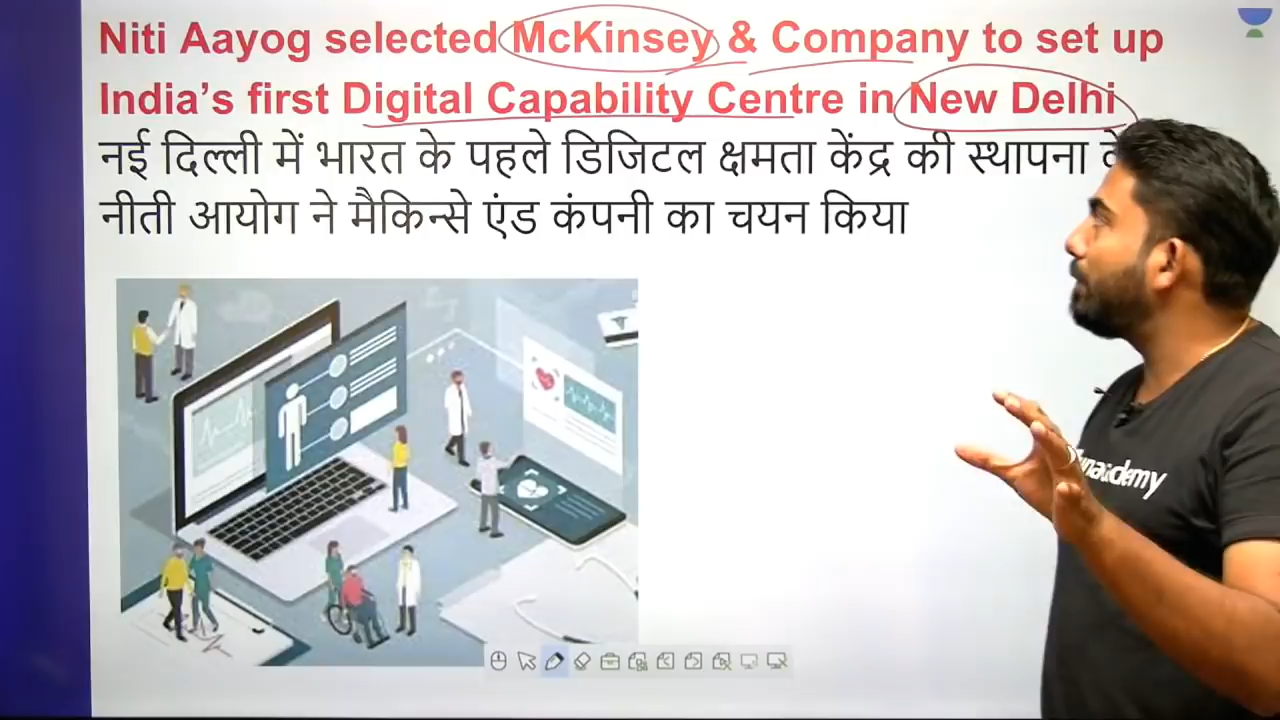 Niti Aayog selected McKinsey & Company to set up
India’s first Digital Capability Centre in New Delhi
नई दिल्ली में भारत के पहले डिजिटल क्षमता केंद्र की स्थापना
नीती आयोग ने मैकिन्से एंड कंपनी का चयन किया
unacademy